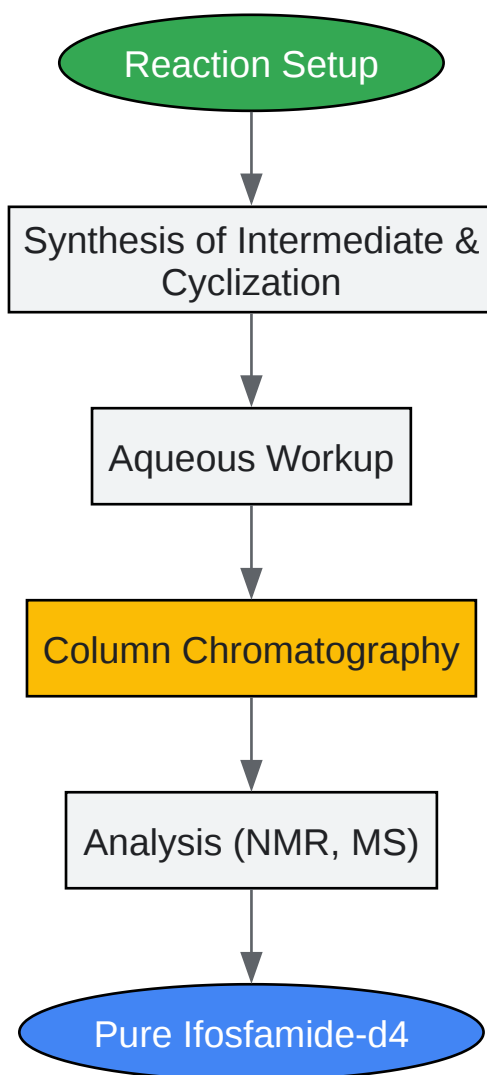 Reaction Setup
Synthesis of Intermediate &
Cyclization
Aqueous Workup
Column Chromatography
Analysis (NMR, MS)
Pure Ifosfamide-d4